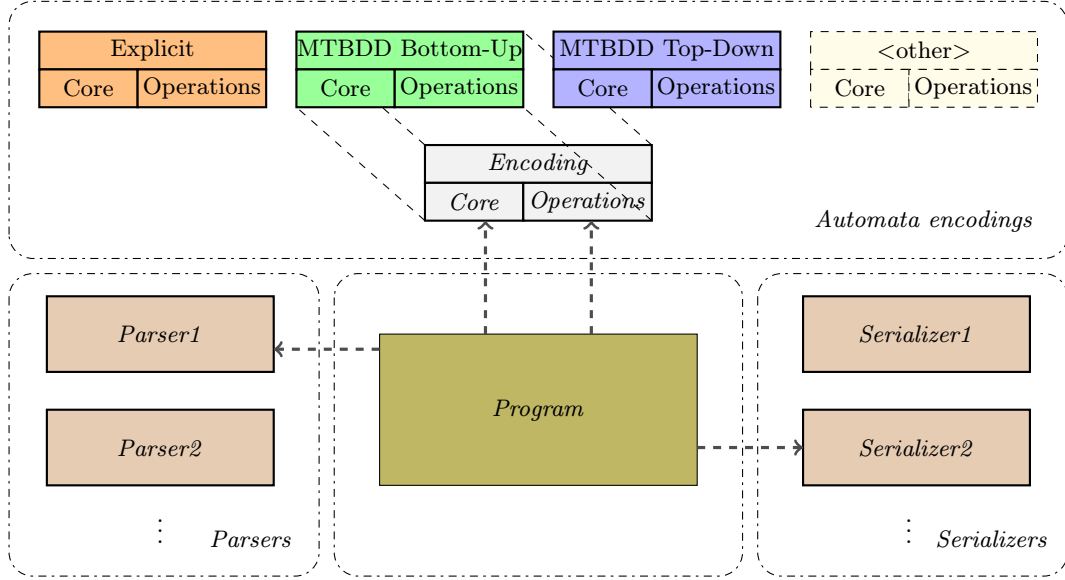 Explicit
Core Operations
MTBDD Bottom-Up
Core Operations
MTBDD Top-Down
Core Operations
<other>
Core Operations
Encoding
Core Operations
Automata encodings
Parser1
Parser2
⋮
Parsers
Program
Serializer1
Serializer2
⋮
Serializers